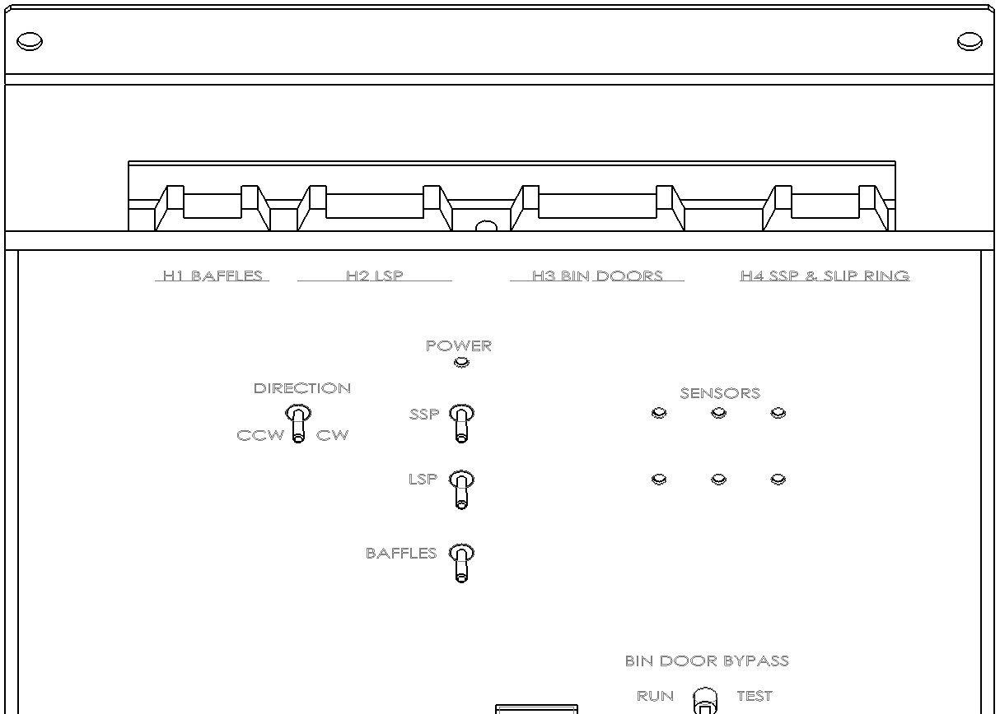 H1 BAFFLES H2 LSP H3 BIN DOORS H4 SSP & SLIP RING
POWER
DIRECTION
SENSORS
SSP
CCW CW
LSP
BAFFLES
BIN DOOR BYPASS
RUN TEST